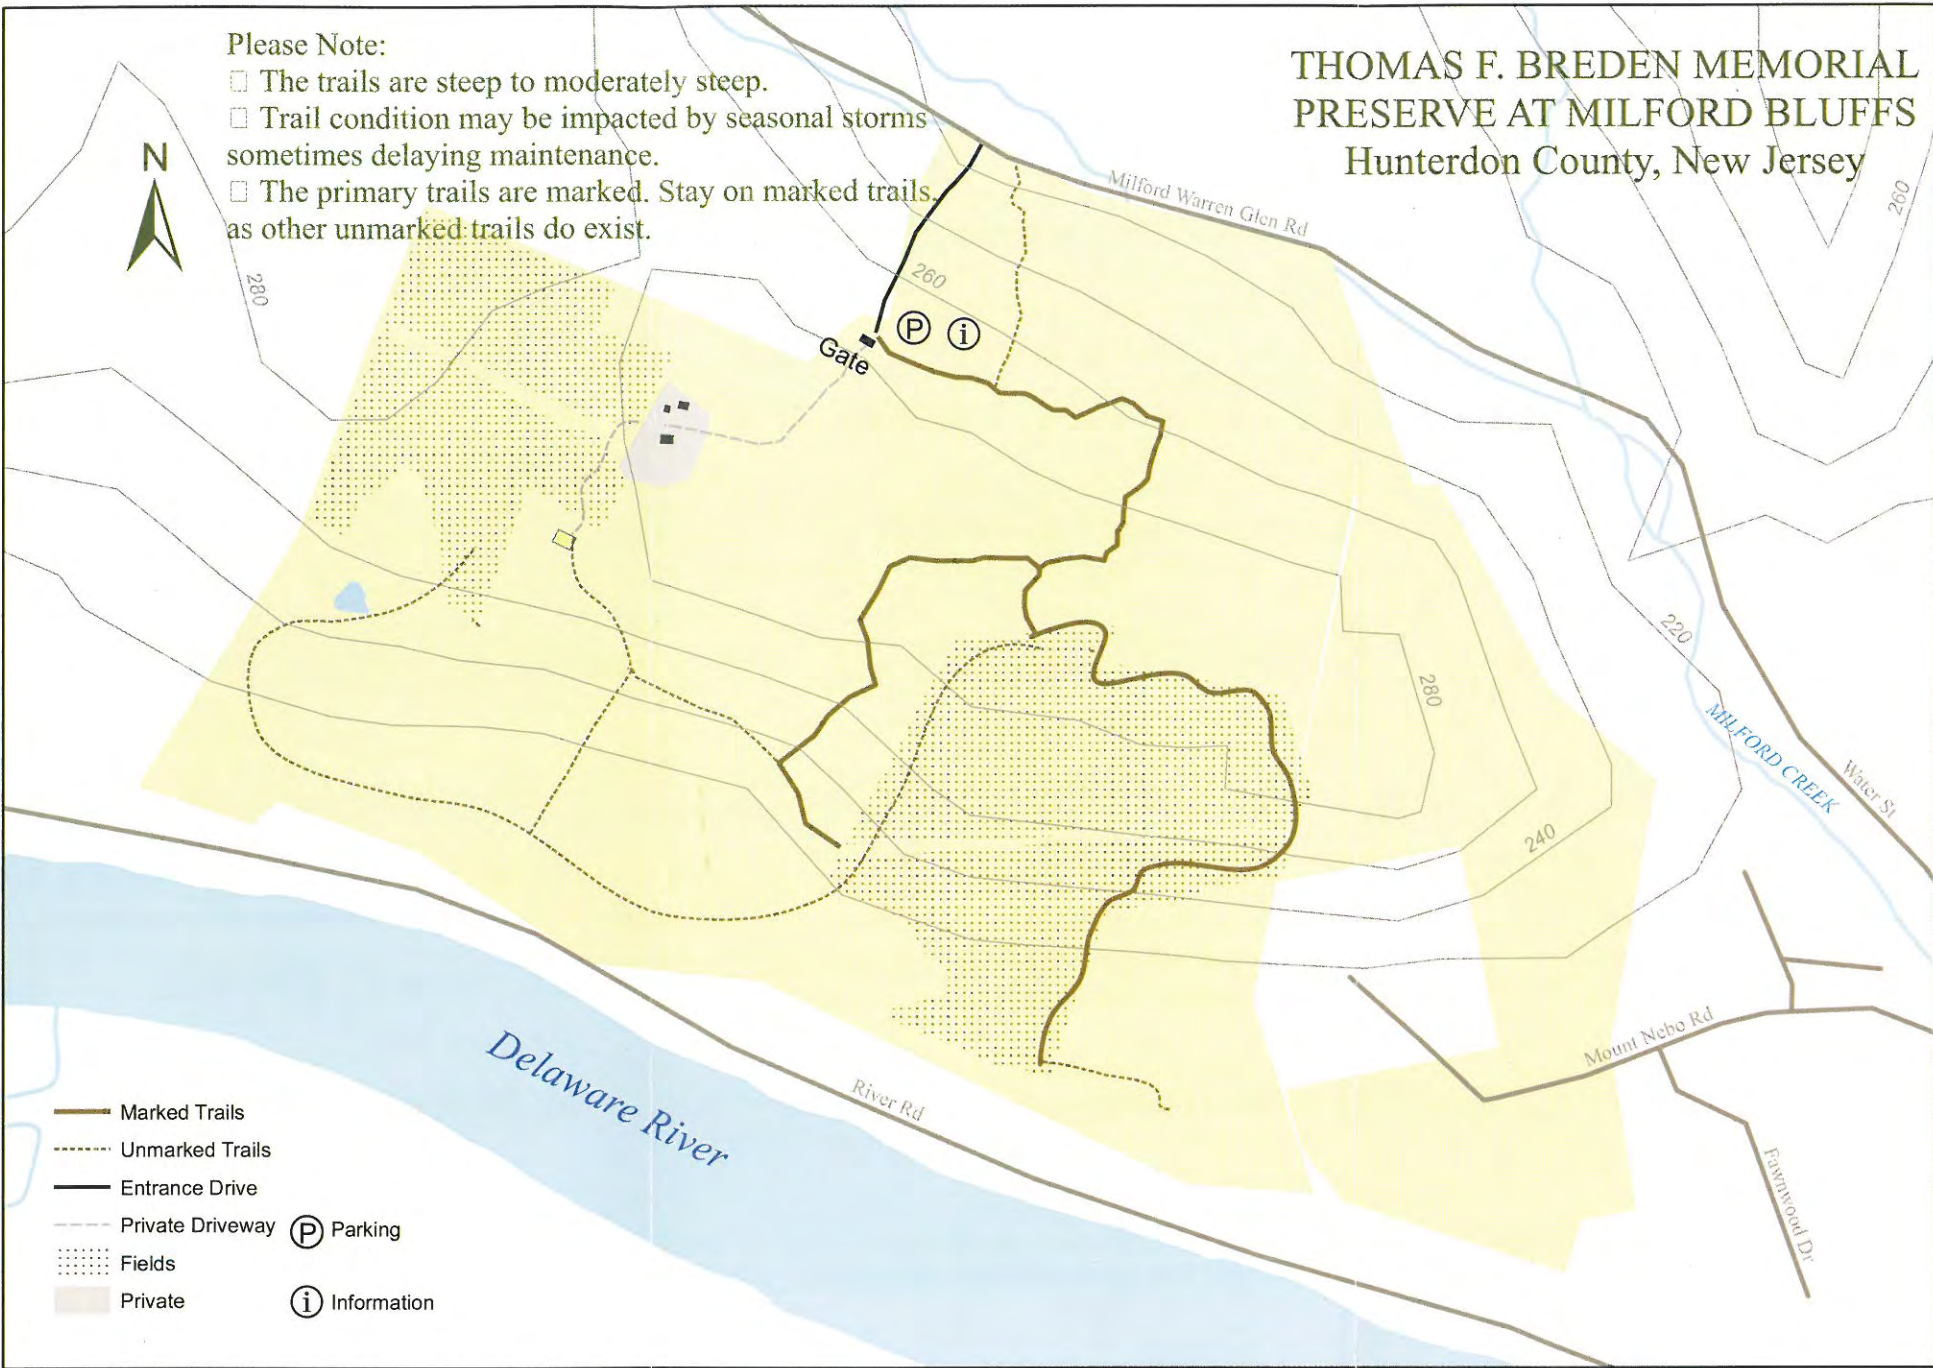 Please Note:
□ The trails are steep to moderately steep.
□ Trail condition may be impacted by seasonal storms
sometimes delaying maintenance.
□ The primary trails are marked. Stay on marked trails,
as other unmarked trails do exist.
THOMAS F. BREDEN MEMORIAL
PRESERVE AT MILFORD BLUFFS
Hunterdon County, New Jersey
N
Milford Warren Glen Rd
260
280
260
Gate
P
i
220
280
MILFORD CREEK
Water St
240
Mount Nebo Rd
Fawnwood Dr
Delaware River
River Rd
Marked Trails
Unmarked Trails
Entrance Drive
Private Driveway
P Parking
Fields
Private
i Information